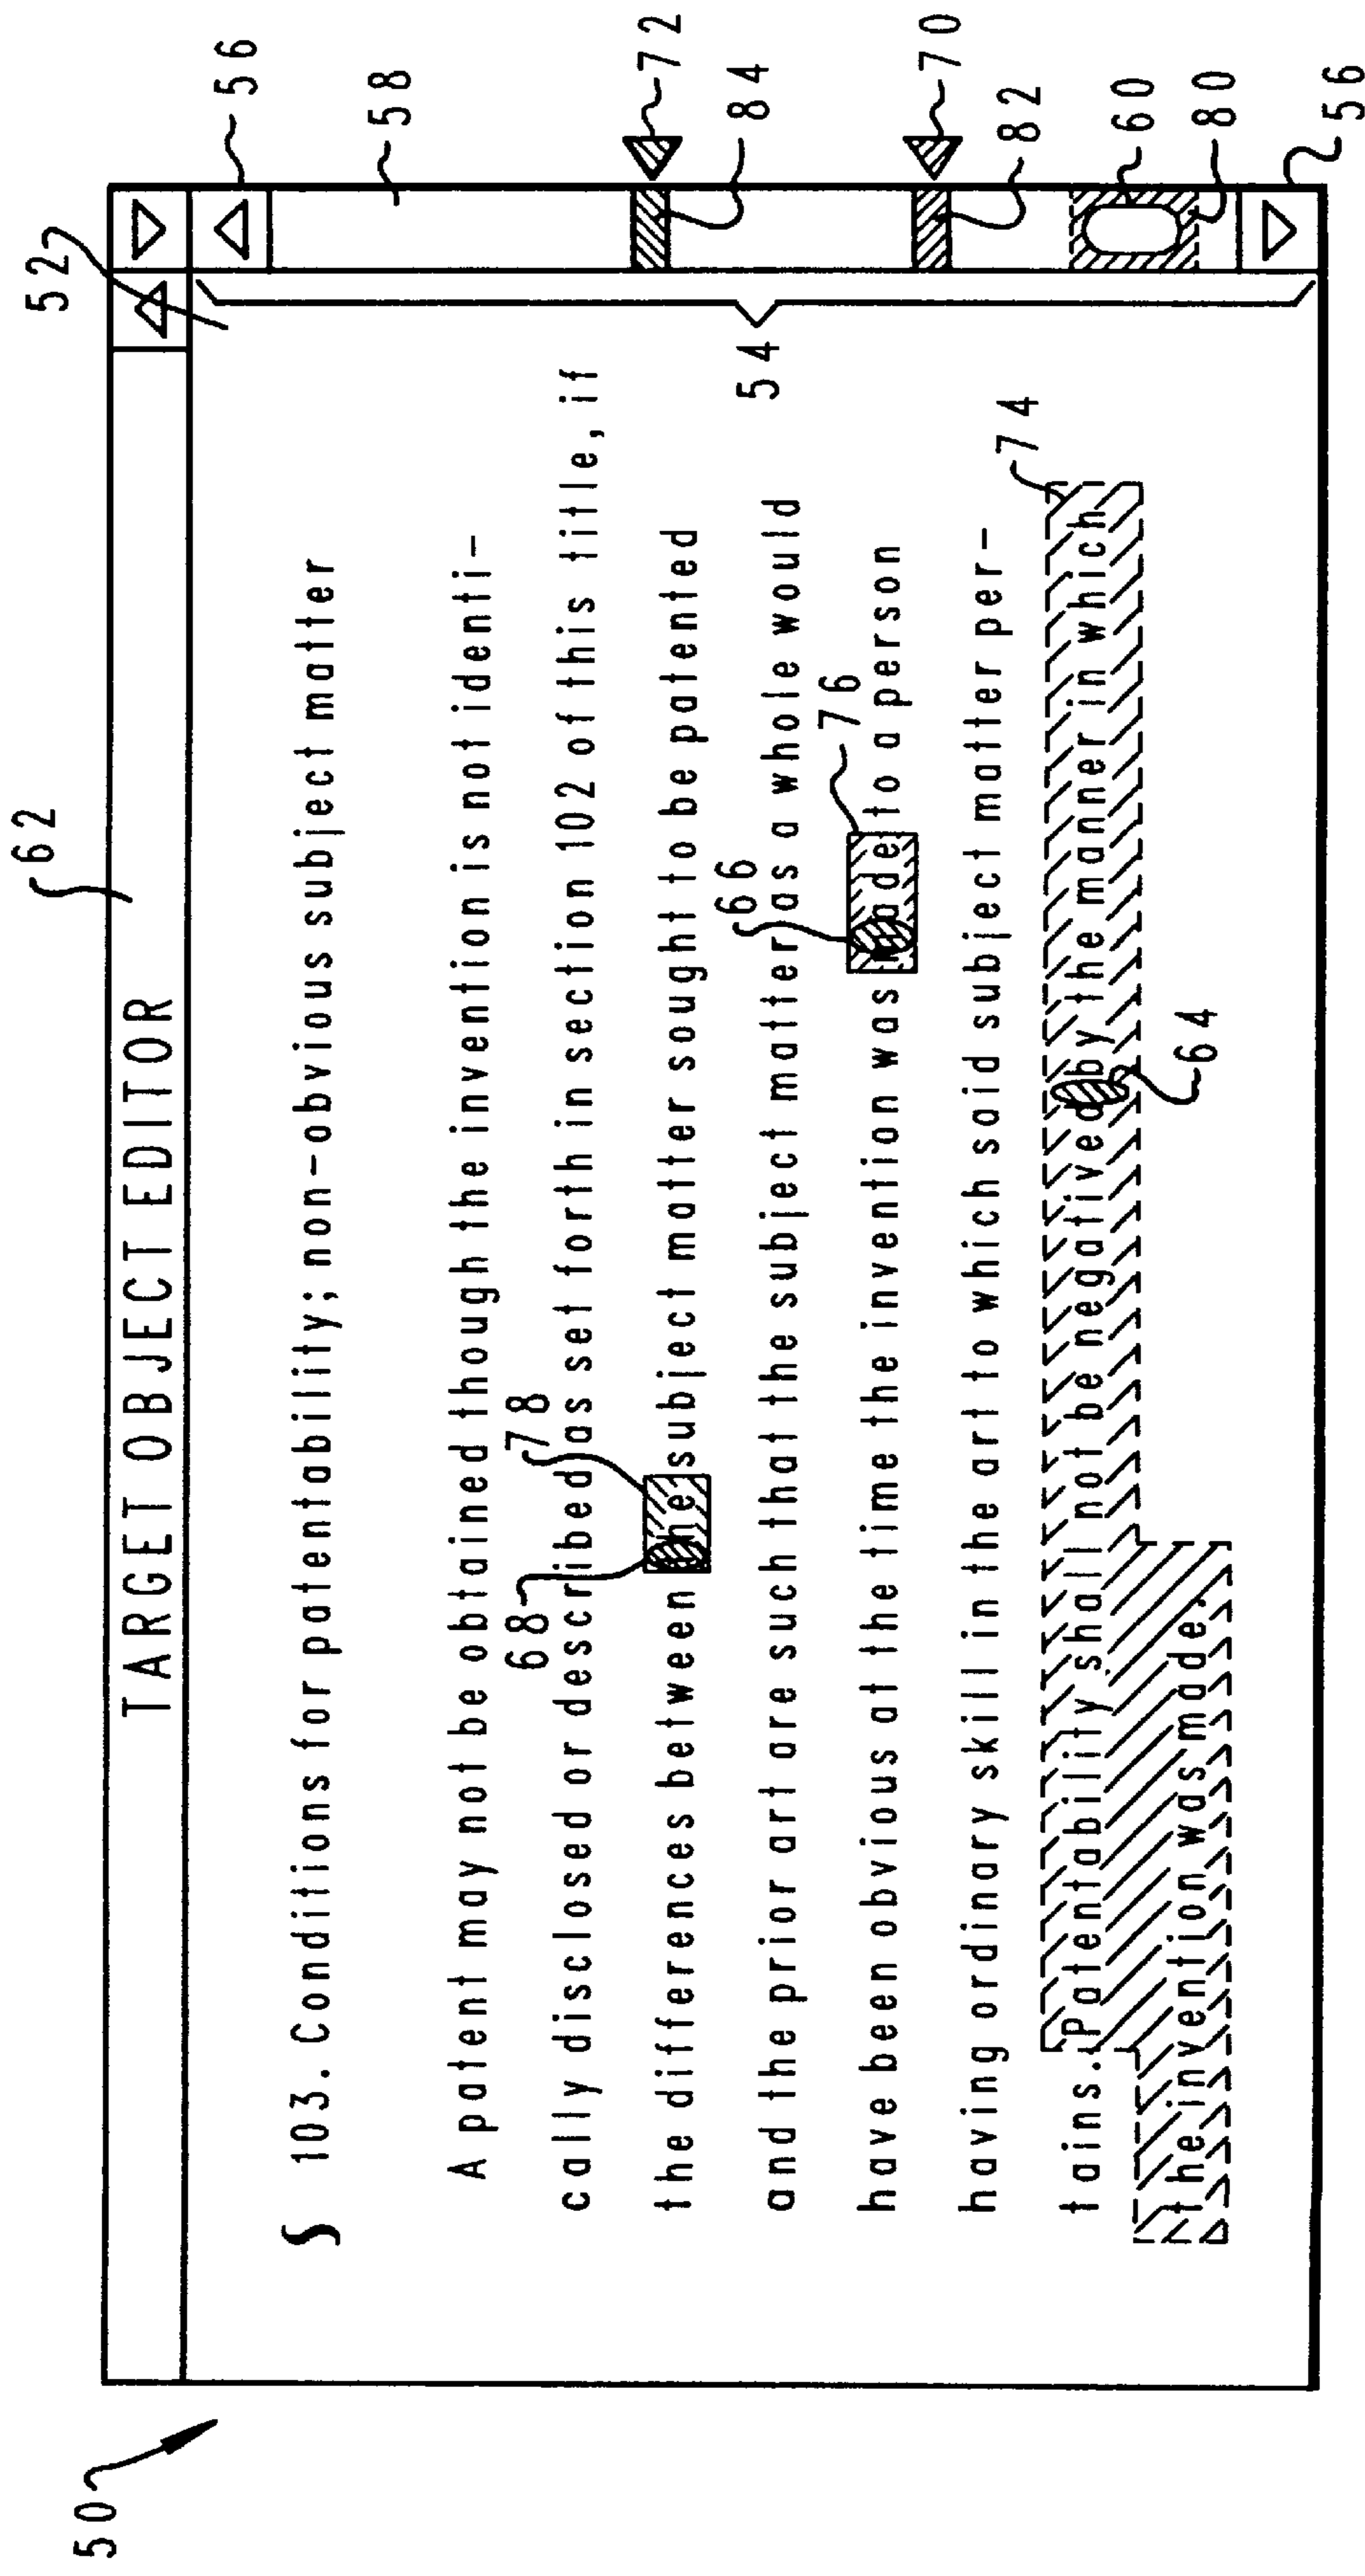 50
62
52
TARGET OBJECT EDITOR
56
58
§ 103. Conditions for patentability; non-obvious subject matter
A patent may not be obtained though the invention is not identi-
78
68
cally disclosed or described as set forth in section 102 of this title, if
72
the differences between he subject matter sought to be patented
84
54
66
and the prior art are such that the subject matter as a whole would
76
have been obvious at the time the invention was ade to a person
70
82
having ordinary skill in the art to which said subject matter per-
74
tains. Patentability shall not be negatived by the manner in which
60
64
the invention was made.
80
56